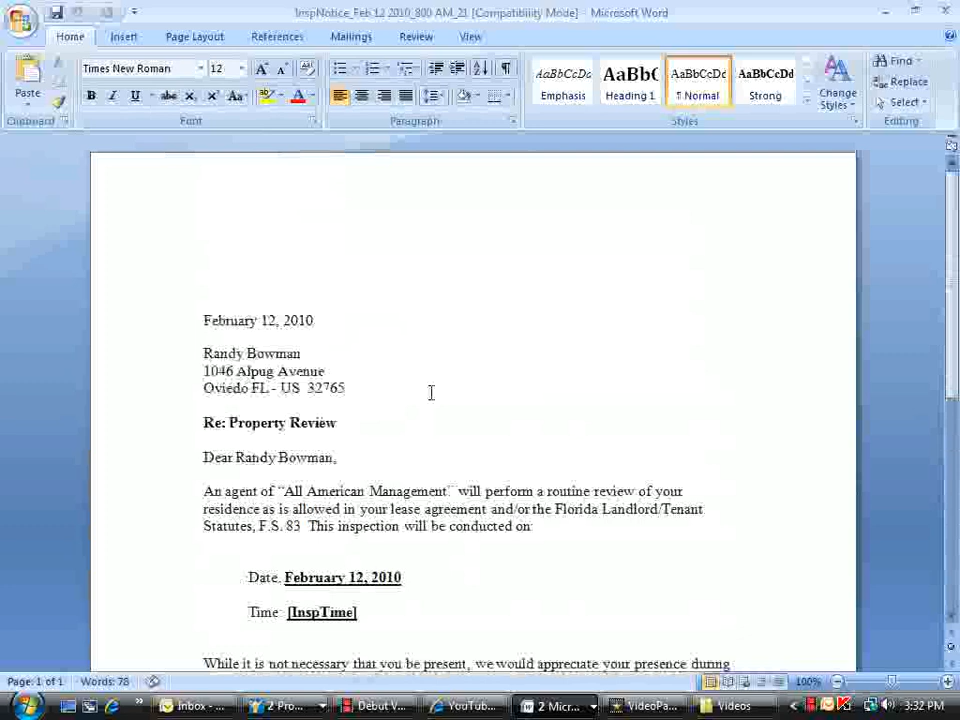 InspNotice_Feb 12 2010_800 AM_21 [Compatibility Mode] - Microsoft Word
Home Insert Page Layout References Mailings Review View
Times New Roman 12 AaBbCcDc AaBbC AaBbCcDc AaBbCcDd Find
Paste Emphasis Heading 1 ¶ Normal Strong Change Styles Replace
B I U abc X₂ X² Aa A Select
Clipboard Font Paragraph Styles Editing
February 12, 2010
Randy Bowman
1046 Alpug Avenue
Oviedo FL - US 32765
Re: Property Review
Dear Randy Bowman,
An agent of “All American Management” will perform a routine review of your
residence as is allowed in your lease agreement and/or the Florida Landlord/Tenant
Statutes, F.S. 83 This inspection will be conducted on:
Date: February 12, 2010
Time: [InspTime]
While it is not necessary that you be present, we would appreciate your presence during
Page: 1 of 1 Words: 78 100%
Inbox - ... 2 Pro... Debut V... YouTub... 2 Micr... VideoPa... Videos 3:32 PM